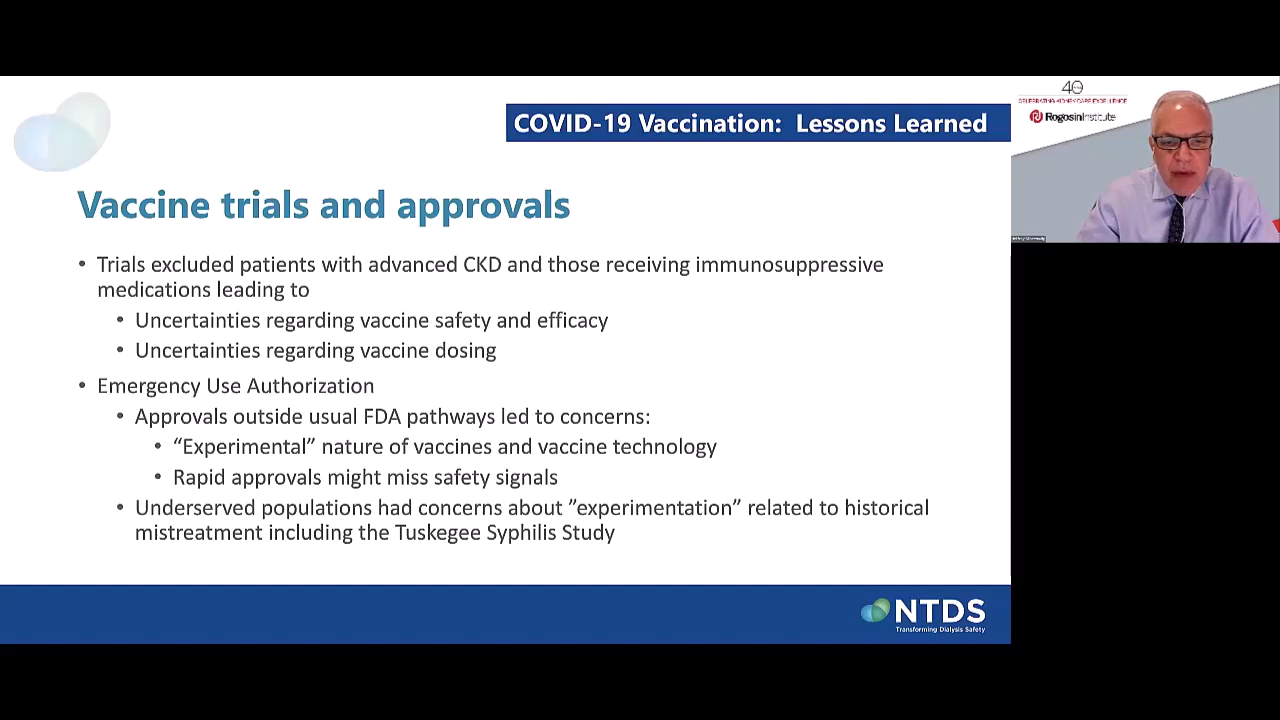 COVID-19 Vaccination: Lessons Learned
40
CELEBRATING KIDNEY CARE EXCELLENCE
Rogosin Institute
Vaccine trials and approvals
• Trials excluded patients with advanced CKD and those receiving immunosuppressive
medications leading to
• Uncertainties regarding vaccine safety and efficacy
• Uncertainties regarding vaccine dosing
• Emergency Use Authorization
• Approvals outside usual FDA pathways led to concerns:
• “Experimental” nature of vaccines and vaccine technology
• Rapid approvals might miss safety signals
• Underserved populations had concerns about ”experimentation” related to historical
mistreatment including the Tuskegee Syphilis Study
NTDS
Transforming Dialysis Safety